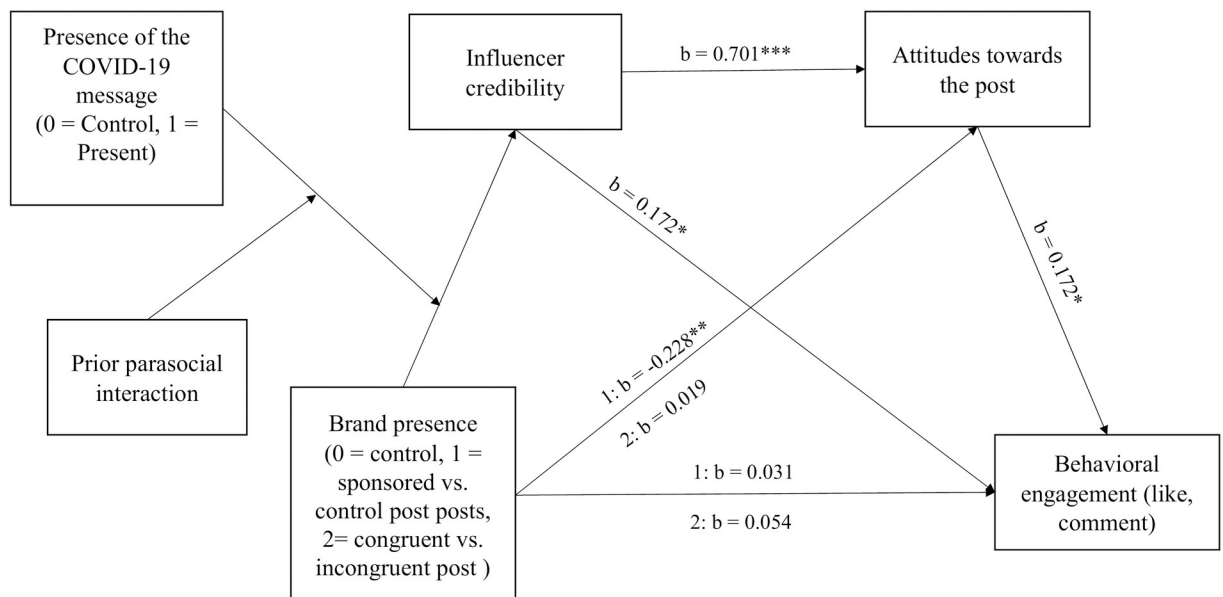 Presence of the
COVID-19
message
(0 = Control, 1 =
Present)
Influencer
credibility
b = 0.701***
Attitudes towards
the post
b = 0.172*
b = 0.172*
Prior parasocial
interaction
1: b = -0.228**
2: b = 0.019
Brand presence
(0 = control, 1 =
sponsored vs.
control post posts,
2= congruent vs.
incongruent post )
1: b = 0.031
2: b = 0.054
Behavioral
engagement (like,
comment)